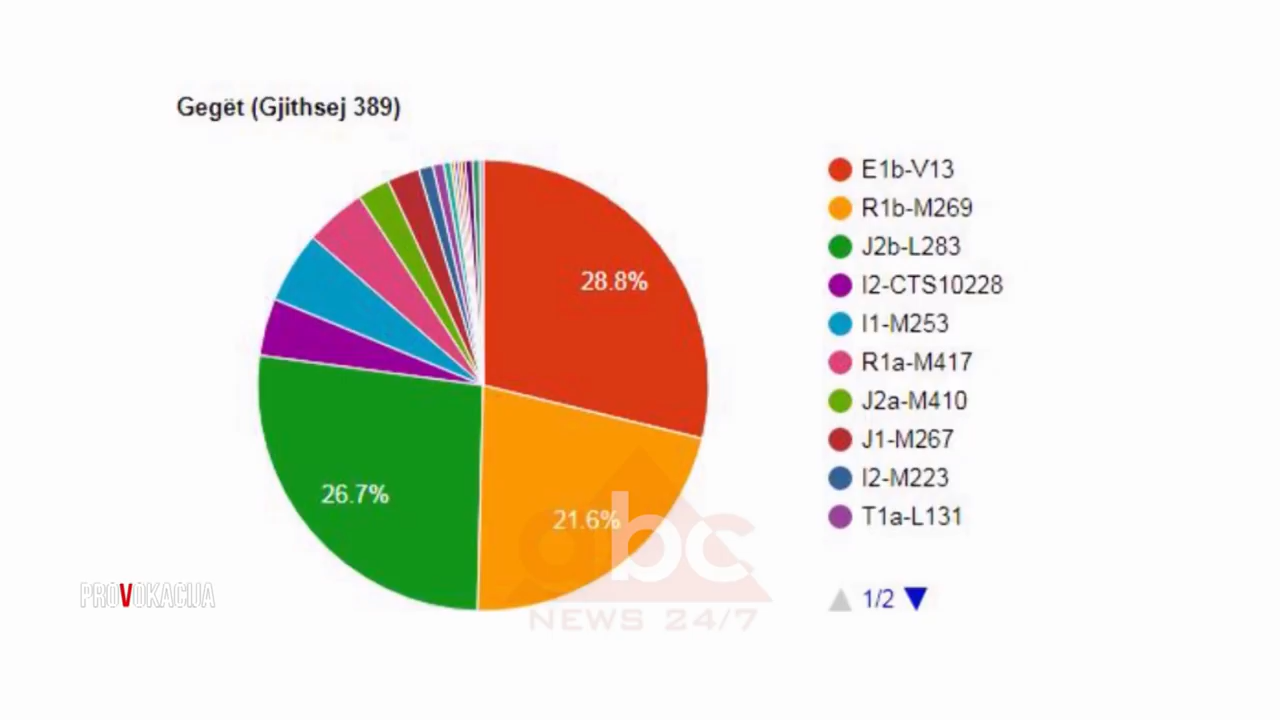 Gegët (Gjithsej 389)
28.8%
26.7%
21.6%
E1b-V13
R1b-M269
J2b-L283
I2-CTS10228
I1-M253
R1a-M417
J2a-M410
J1-M267
I2-M223
T1a-L131
1/2
PROVOKACIJA
abc
NEWS 24/7